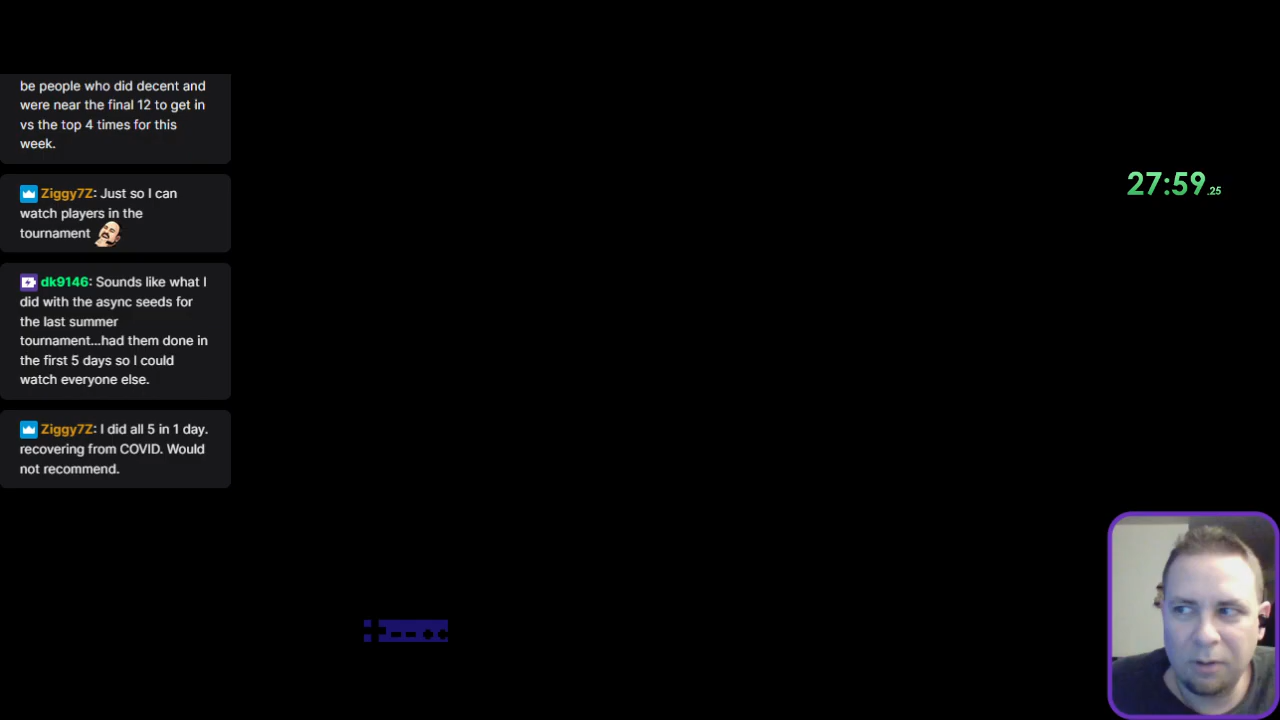 be people who did decent and
were near the final 12 to get in
vs the top 4 times for this
week.
Ziggy7Z: Just so I can
watch players in the
tournament
dk9146: Sounds like what I
did with the async seeds for
the last summer
tournament...had them done in
the first 5 days so I could
watch everyone else.
Ziggy7Z: I did all 5 in 1 day.
recovering from COVID. Would
not recommend.
27:59.25